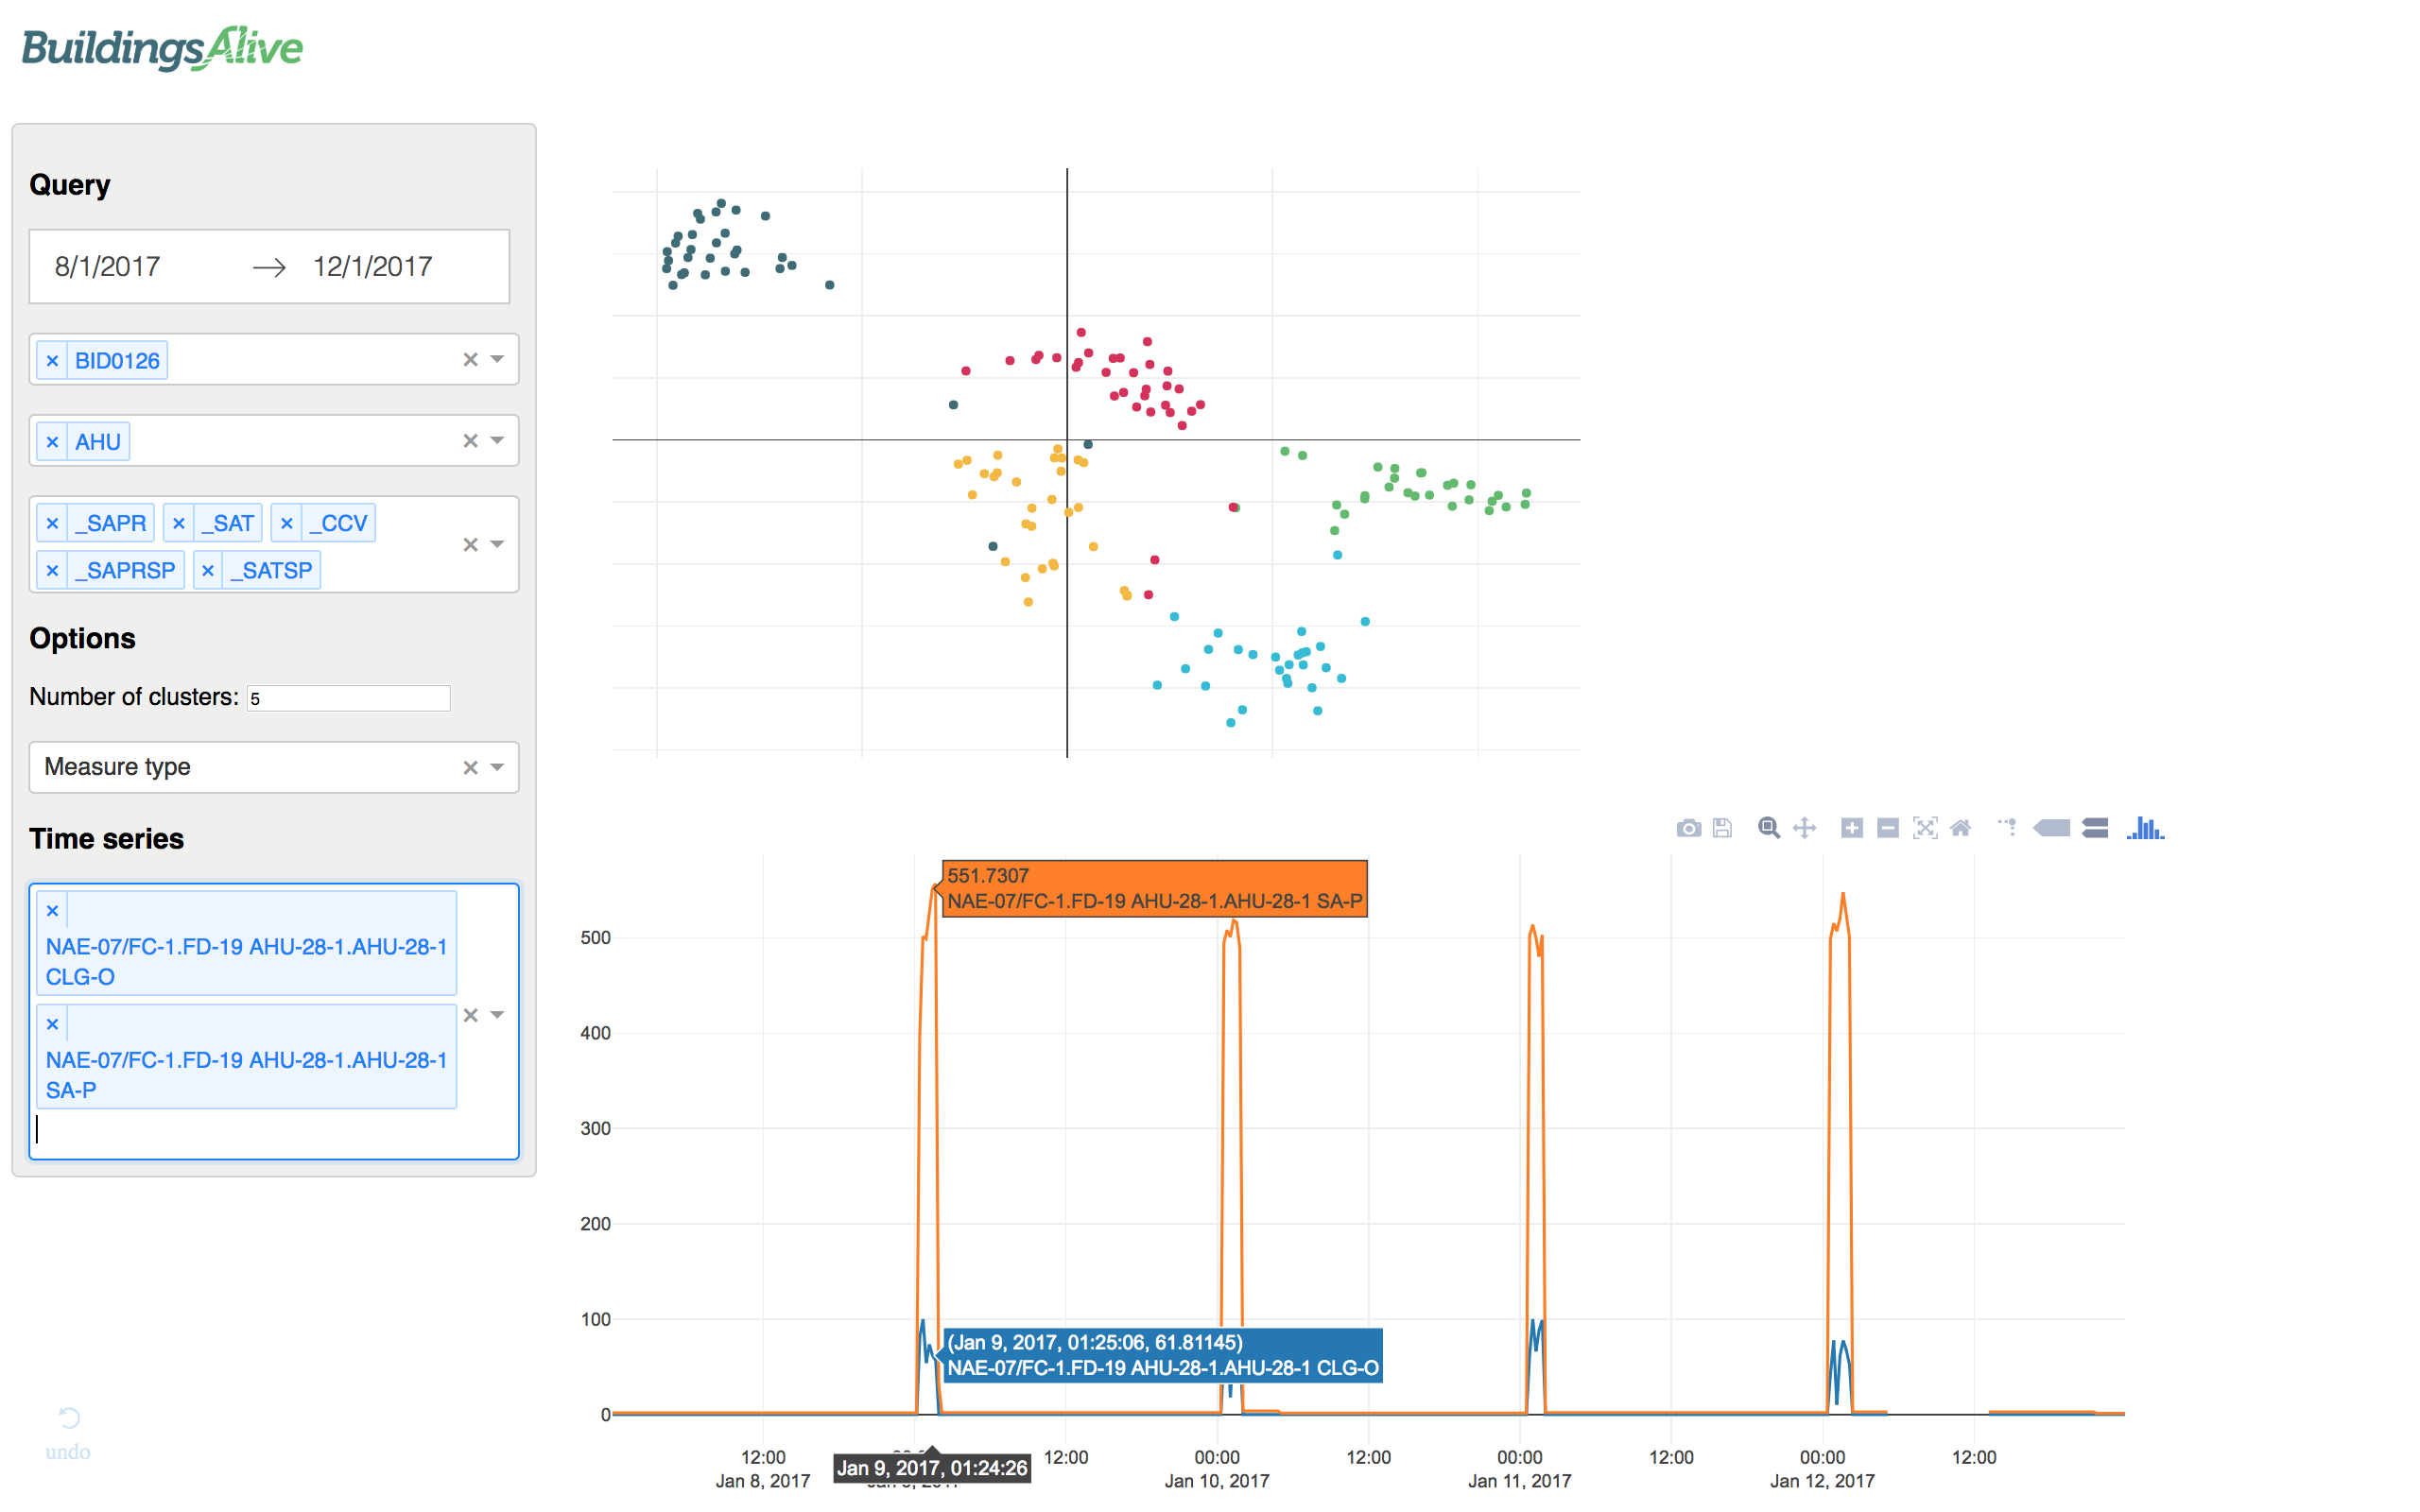 BuildingsAlive
Query
8/1/2017 → 12/1/2017
× BID0126 ×
× AHU ×
× _SAPR × _SAT × _CCV
× _SAPRSP × _SATSP ×
Options
Number of clusters: 5
Measure type ×
Time series
×
NAE-07/FC-1.FD-19 AHU-28-1.AHU-28-1
CLG-O
×
NAE-07/FC-1.FD-19 AHU-28-1.AHU-28-1
SA-P
undo
551.7307
NAE-07/FC-1.FD-19 AHU-28-1.AHU-28-1 SA-P
500
400
300
200
100
0
(Jan 9, 2017, 01:25:06, 61.81145)
NAE-07/FC-1.FD-19 AHU-28-1.AHU-28-1 CLG-O
12:00 12:00 00:00 12:00 00:00 12:00 00:00 12:00
Jan 9, 2017, 01:24:26
Jan 8, 2017 Jan 10, 2017 Jan 11, 2017 Jan 12, 2017